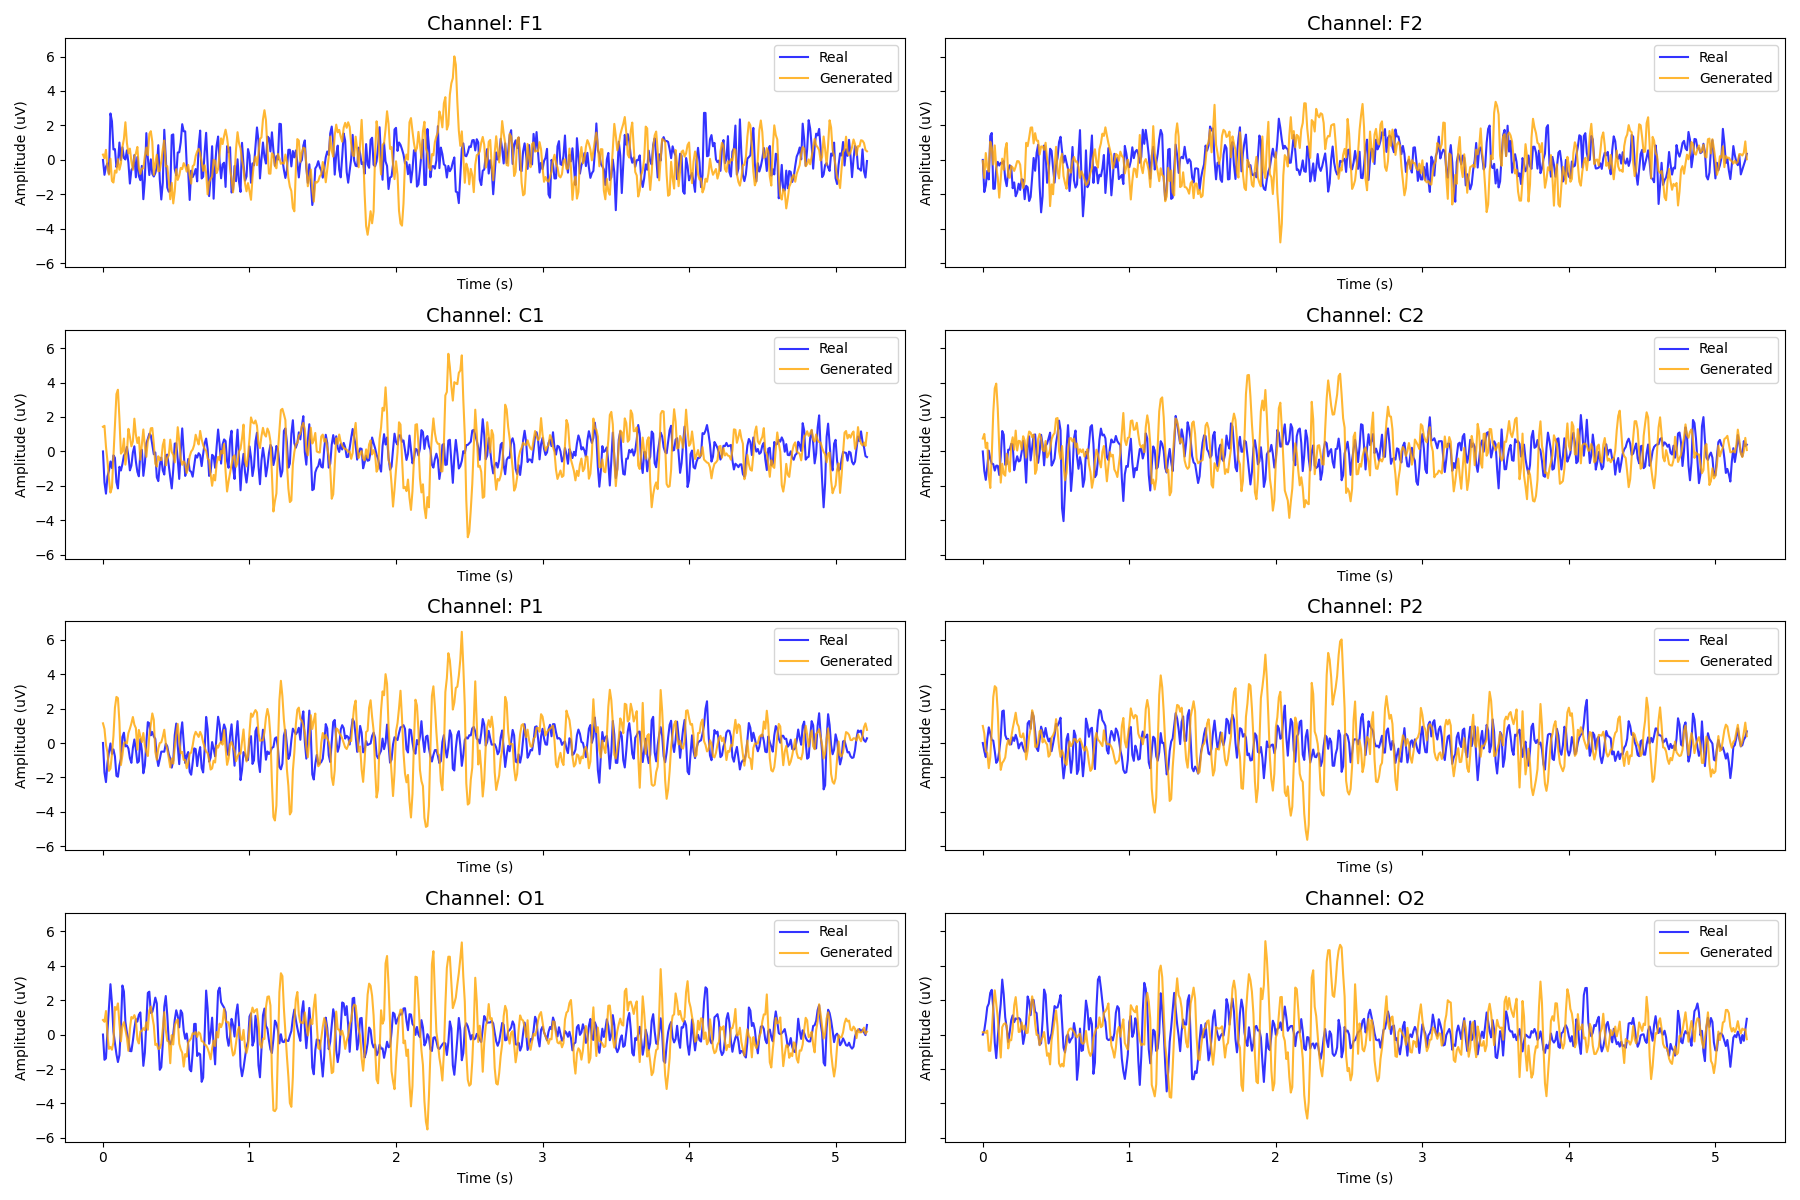 Channel: F1
Channel: F2
Amplitude (uV)
6
4
2
0
−2
−4
−6
Real
Generated
Time (s)
Amplitude (uV)
Real
Generated
Time (s)
Channel: C1
Channel: C2
Amplitude (uV)
6
4
2
0
−2
−4
−6
Real
Generated
Time (s)
Amplitude (uV)
Real
Generated
Time (s)
Channel: P1
Channel: P2
Amplitude (uV)
6
4
2
0
−2
−4
−6
Real
Generated
Time (s)
Amplitude (uV)
Real
Generated
Time (s)
Channel: O1
Channel: O2
Amplitude (uV)
6
4
2
0
−2
−4
−6
Real
Generated
0 1 2 3 4 5
Time (s)
Amplitude (uV)
Real
Generated
0 1 2 3 4 5
Time (s)